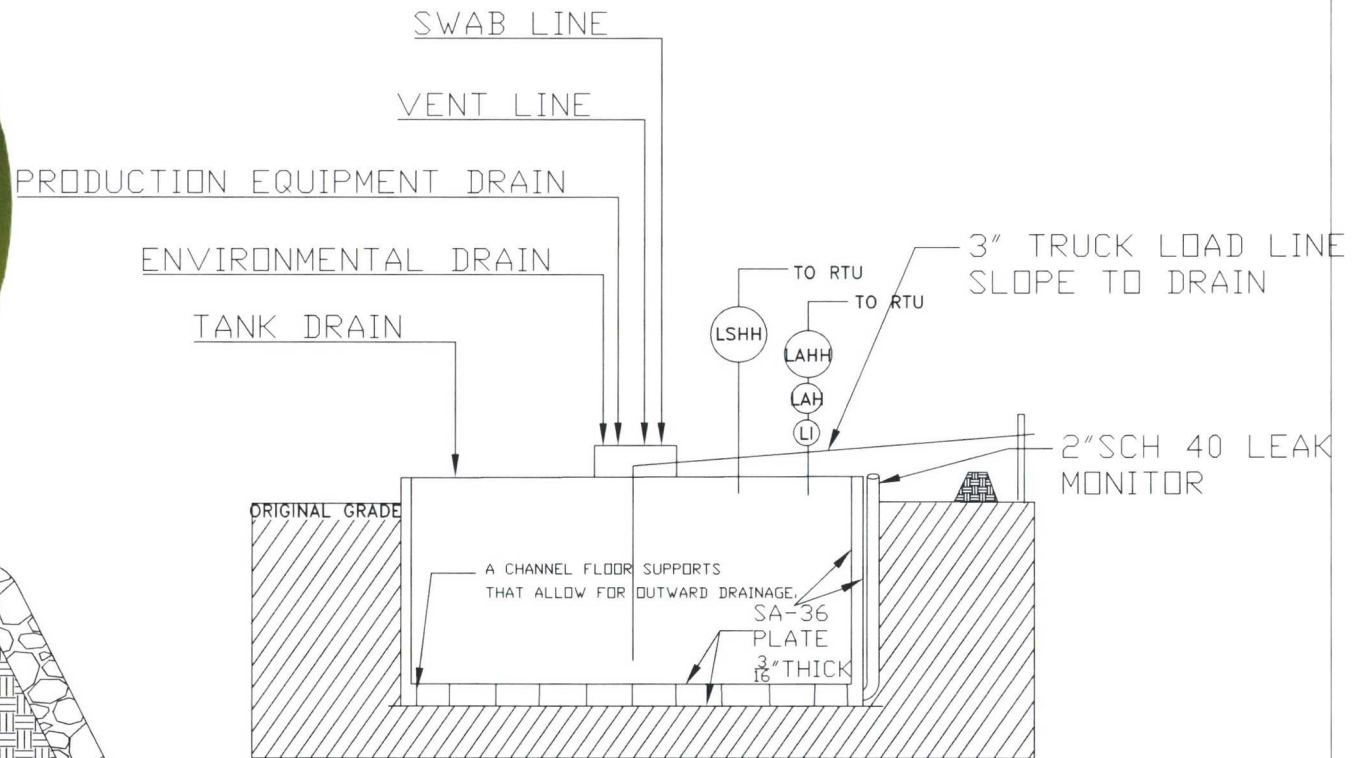 SWAB LINE
VENT LINE
PRODUCTION EQUIPMENT DRAIN
ENVIRONMENTAL DRAIN
TANK DRAIN
3" TRUCK LOAD LINE
SLOPE TO DRAIN
TO RTU
TO RTU
LSHH
LAHH
LAH
LI
2"SCH 40 LEAK
MONITOR
ORIGINAL GRADE
A CHANNEL FLOOR SUPPORTS
THAT ALLOW FOR OUTWARD DRAINAGE.
SA-36
PLATE
3/16"THICK